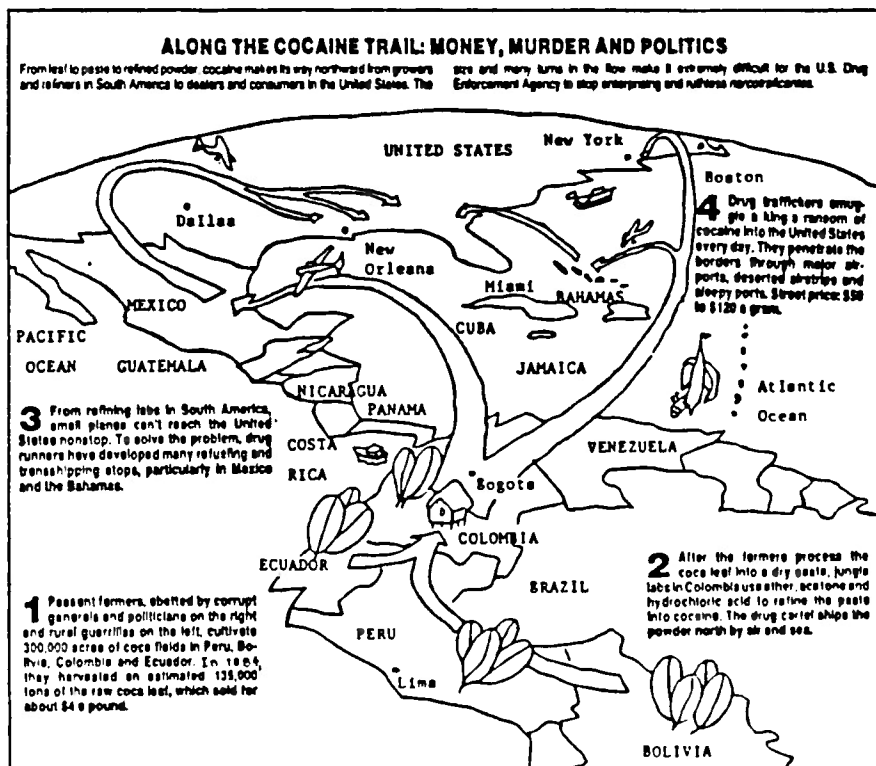 ALONG THE COCAINE TRAIL: MONEY, MURDER AND POLITICS
From leaf to paste to refined powder, cocaine makes its way northward from growers
and refiners in South America to dealers and consumers in the United States. The
size and many turns in the flow make it extremely difficult for the U.S. Drug
Enforcement Agency to stop enterprising and ruthless narcotraficantes.
UNITED STATES
New York
Boston
Dallas
New
Orleans
Miami
BAHAMAS
MEXICO
CUBA
PACIFIC
OCEAN
GUATEMALA
JAMAICA
NICARAGUA
PANAMA
COSTA
RICA
Atlantic
Ocean
VENEZUELA
Bogota
COLOMBIA
ECUADOR
BRAZIL
PERU
Lima
BOLIVIA
4 Drug traffickers smug-
gle a king's ransom of
cocaine into the United States
every day. They penetrate the
borders through major air-
ports, deserted airstrips and
sleepy ports. Street price: $50
to $120 a gram.
3 From refining labs in South America,
small planes can't reach the United
States nonstop. To solve the problem, drug
runners have developed many refueling and
transshipping stops, particularly in Mexico
and the Bahamas.
2 After the farmers process the
coca leaf into a dry paste, jungle
labs in Colombia use ether, acetone and
hydrochloric acid to refine the paste
into cocaine. The drug cartel ships the
powder north by air and sea.
1 Peasant farmers, abetted by corrupt
generals and politicians on the right
and rural guerrillas on the left, cultivate
300,000 acres of coca fields in Peru, Bo-
livia, Colombia and Ecuador. In 1984,
they harvested an estimated 135,000
tons of the raw coca leaf, which sold for
about $4 a pound.